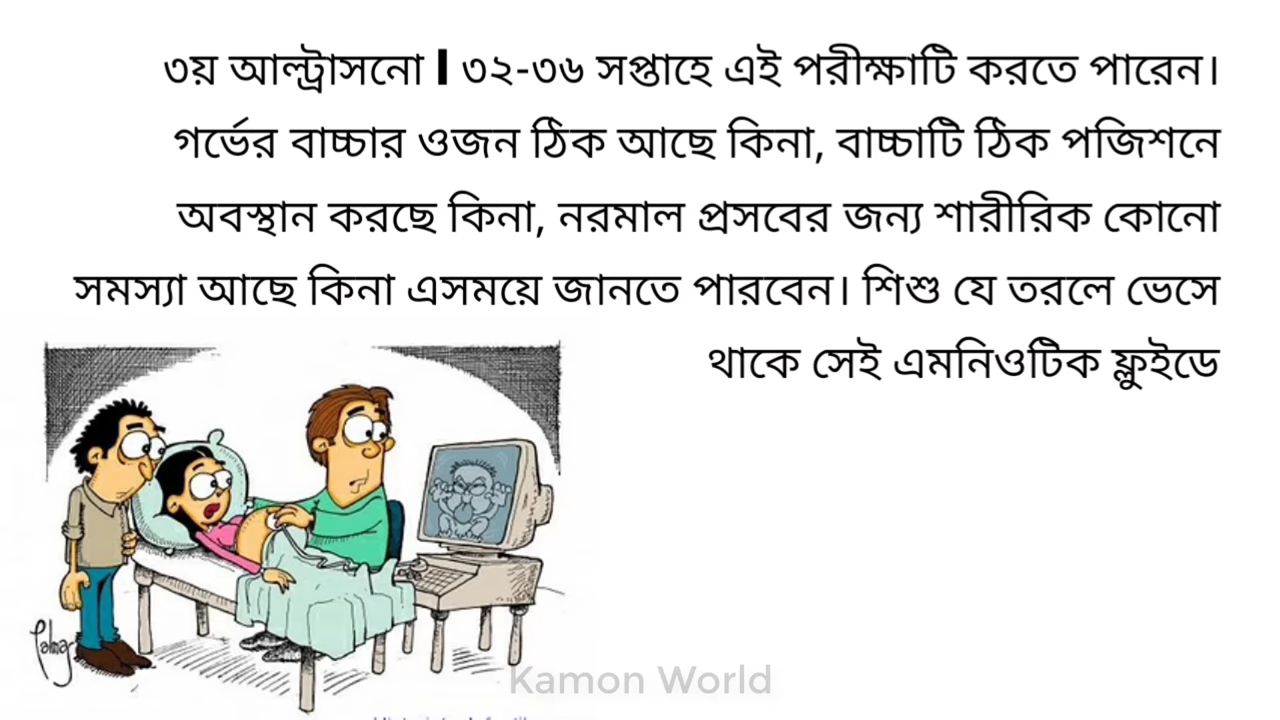 ৩য় আল্ট্রাসনো | ৩২-৩৬ সপ্তাহে এই পরীক্ষাটি করতে পারেন।
গর্ভের বাচ্চার ওজন ঠিক আছে কিনা, বাচ্চাটি ঠিক পজিশনে
অবস্থান করছে কিনা, নরমাল প্রসবের জন্য শারীরিক কোনো
সমস্যা আছে কিনা এসময়ে জানতে পারবেন। শিশু যে তরলে ভেসে
থাকে সেই এমনিওটিক ফ্লুইডে
Palmas
Kamon World